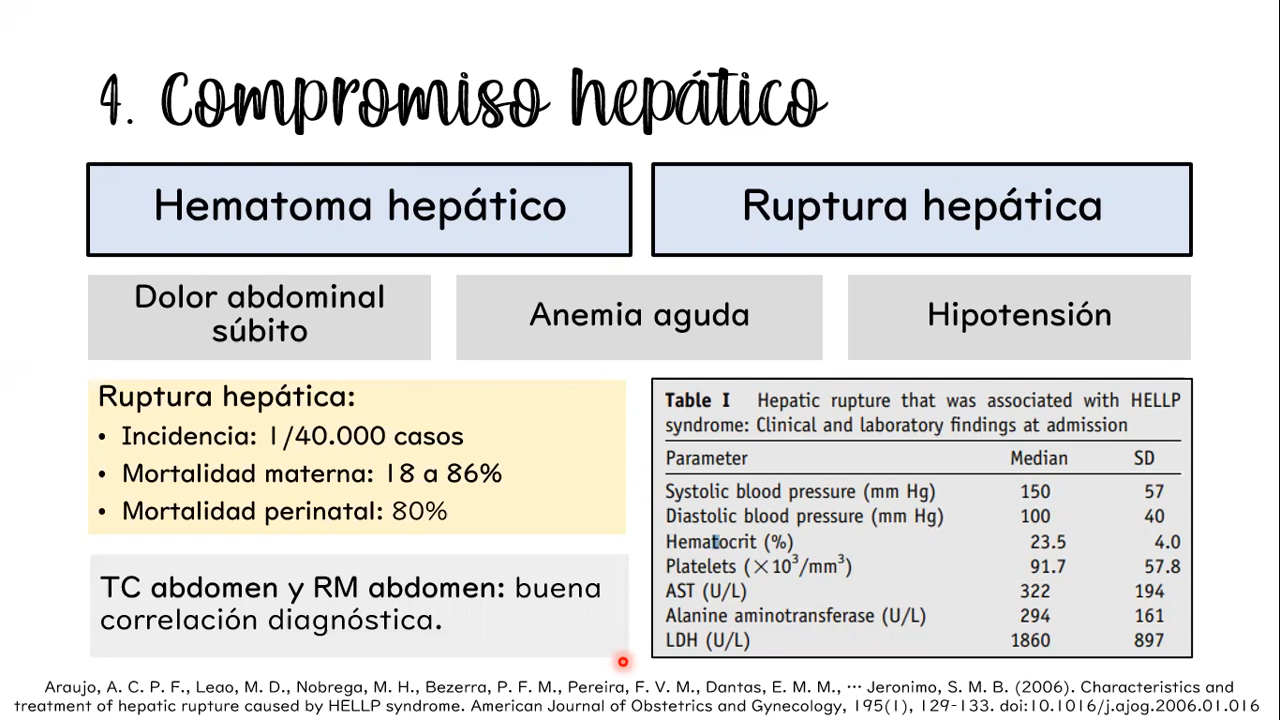 4. Compromiso hepático
Hematoma hepático
Ruptura hepática
Dolor abdominal
súbito
Anemia aguda
Hipotensión
Ruptura hepática:
• Incidencia: 1/40.000 casos
• Mortalidad materna: 18 a 86%
• Mortalidad perinatal: 80%
TC abdomen y RM abdomen: buena
correlación diagnóstica.
Table I Hepatic rupture that was associated with HELLP
syndrome: Clinical and laboratory findings at admission
Parameter Median SD
Systolic blood pressure (mm Hg) 150 57
Diastolic blood pressure (mm Hg) 100 40
Hematocrit (%) 23.5 4.0
Platelets (×10³/mm³) 91.7 57.8
AST (U/L) 322 194
Alanine aminotransferase (U/L) 294 161
LDH (U/L) 1860 897
Araujo, A. C. P. F., Leao, M. D., Nobrega, M. H., Bezerra, P. F. M., Pereira, F. V. M., Dantas, E. M. M., … Jeronimo, S. M. B. (2006). Characteristics and
treatment of hepatic rupture caused by HELLP syndrome. American Journal of Obstetrics and Gynecology, 195(1), 129-133. doi:10.1016/j.ajog.2006.01.016